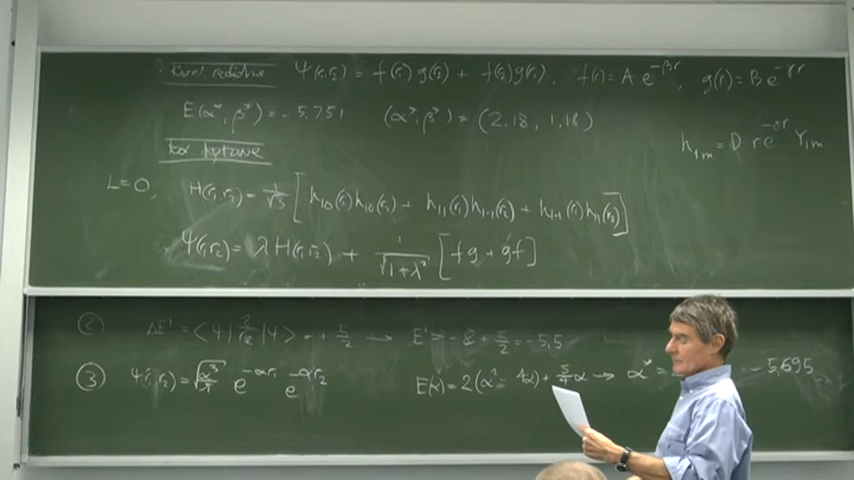 Ψ(r₁r₂) = f(r₁) g(r₂) + f(r₂) g(r₁), f(r) = A e^{-βr}, g(r) = B e^{-γr}
E(α*, β*) = -5.751 (α*, β*) = (2.18, 1.18)
h_{1m} = D r e^{-σr} Y_{1m}
L=0, H(r₁,r₂) = 1/√3 [h₁₀(r₁) h₁₀(r₂) + h₁₁(r₁) h₁₋₁(r₂) + h₁₋₁(r₁) h₁₁(r₂)]
Ψ(r₁r₂) = λ H(r₁r₂) + 1/√(1+λ²) [fg + gf]
② ΔE' = <Ψ| 2/r₁₂ |Ψ> = + 5/2 → E' = -8 + 5/2 = -5,5
③ Ψ(r₁r₂) = √(α³/π) e^{-αr₁} e^{-αr₂} E(α) = 2(α² - 4α) + 5/4 α → α* = -5,695